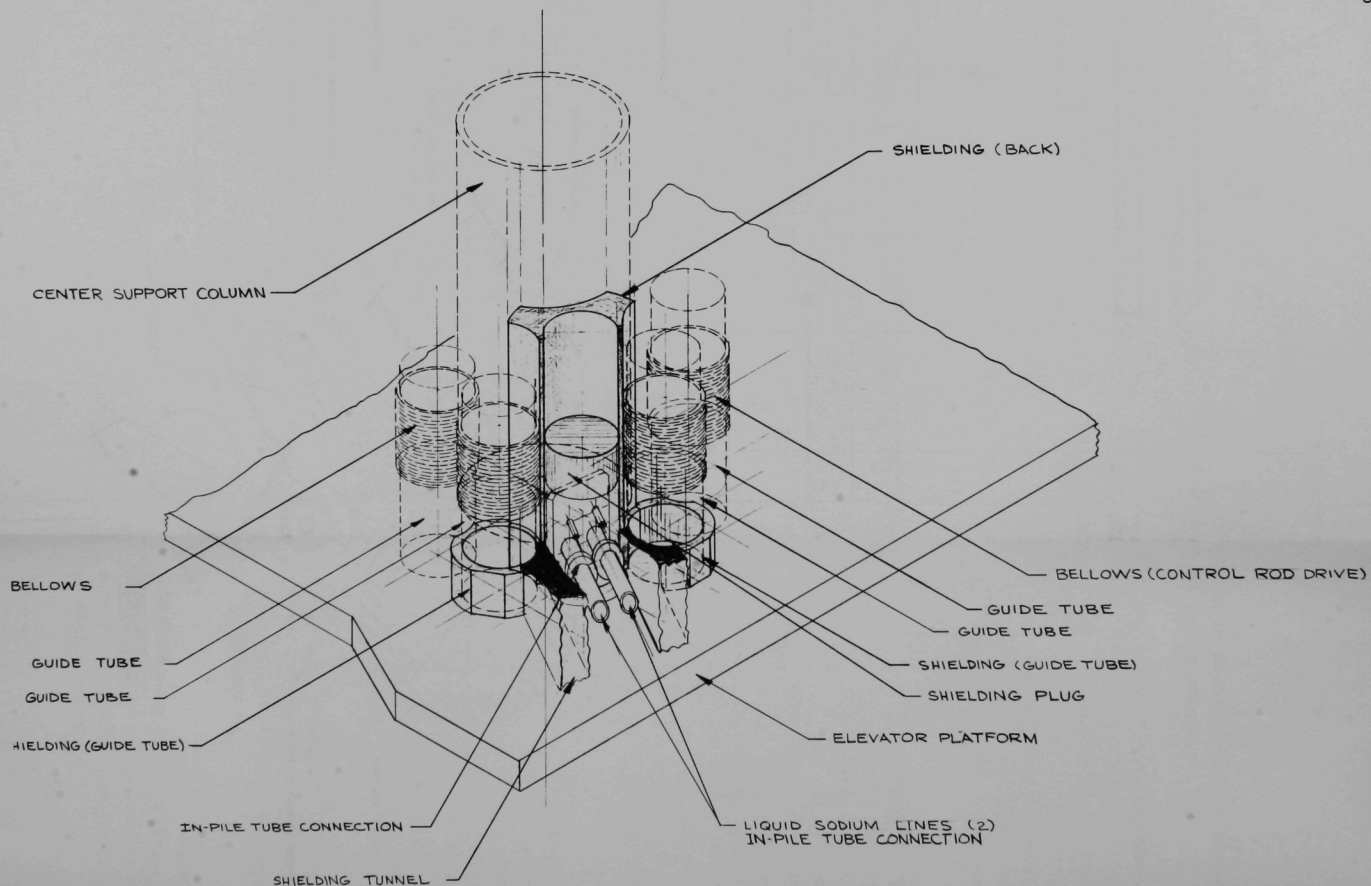 SHIELDING (BACK)
CENTER SUPPORT COLUMN
BELLOWS
BELLOWS (CONTROL ROD DRIVE)
GUIDE TUBE
GUIDE TUBE
GUIDE TUBE
SHIELDING (GUIDE TUBE)
GUIDE TUBE
SHIELDING PLUG
HIELDING (GUIDE TUBE)
ELEVATOR PLATFORM
IN-PILE TUBE CONNECTION
LIQUID SODIUM LINES (2)
IN-PILE TUBE CONNECTION
SHIELDING TUNNEL